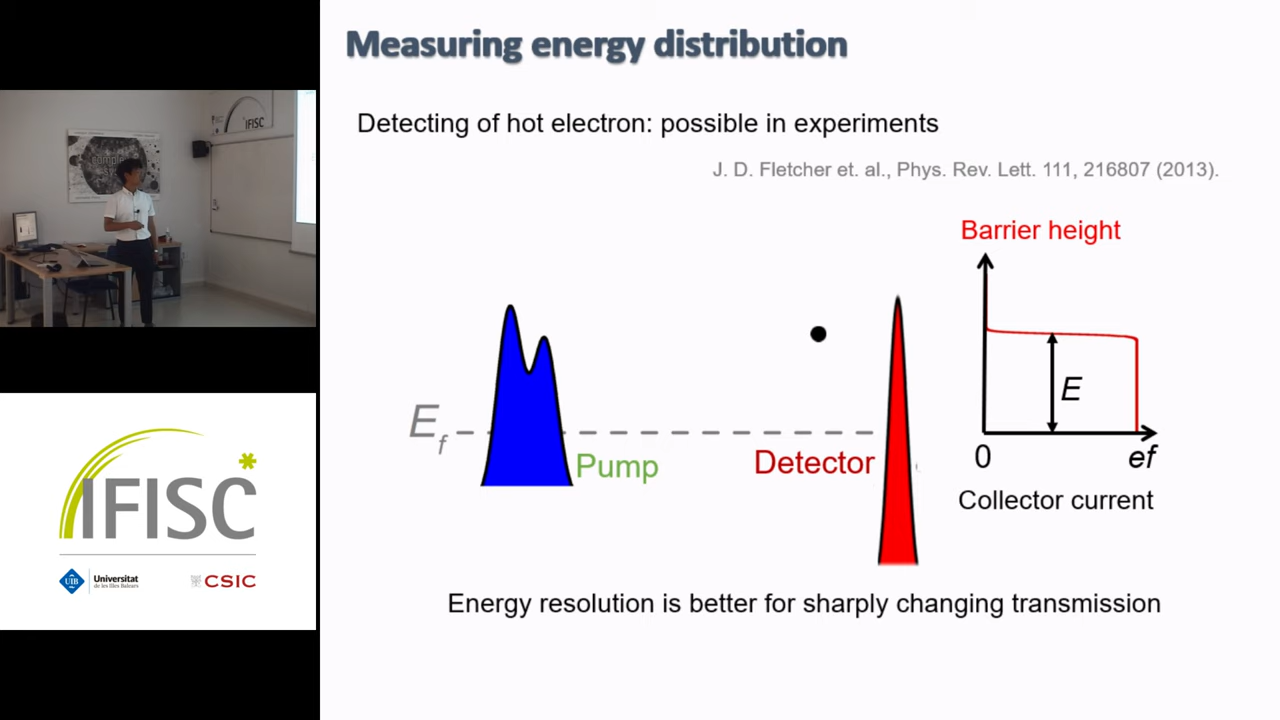 Measuring energy distribution
Detecting of hot electron: possible in experiments
J. D. Fletcher et. al., Phys. Rev. Lett. 111, 216807 (2013).
Barrier height
E
E_f
Pump
Detector
0
ef
Collector current
Energy resolution is better for sharply changing transmission
IFISC
IFISC*
UIB
Universitat
de les Illes Balears
CSIC